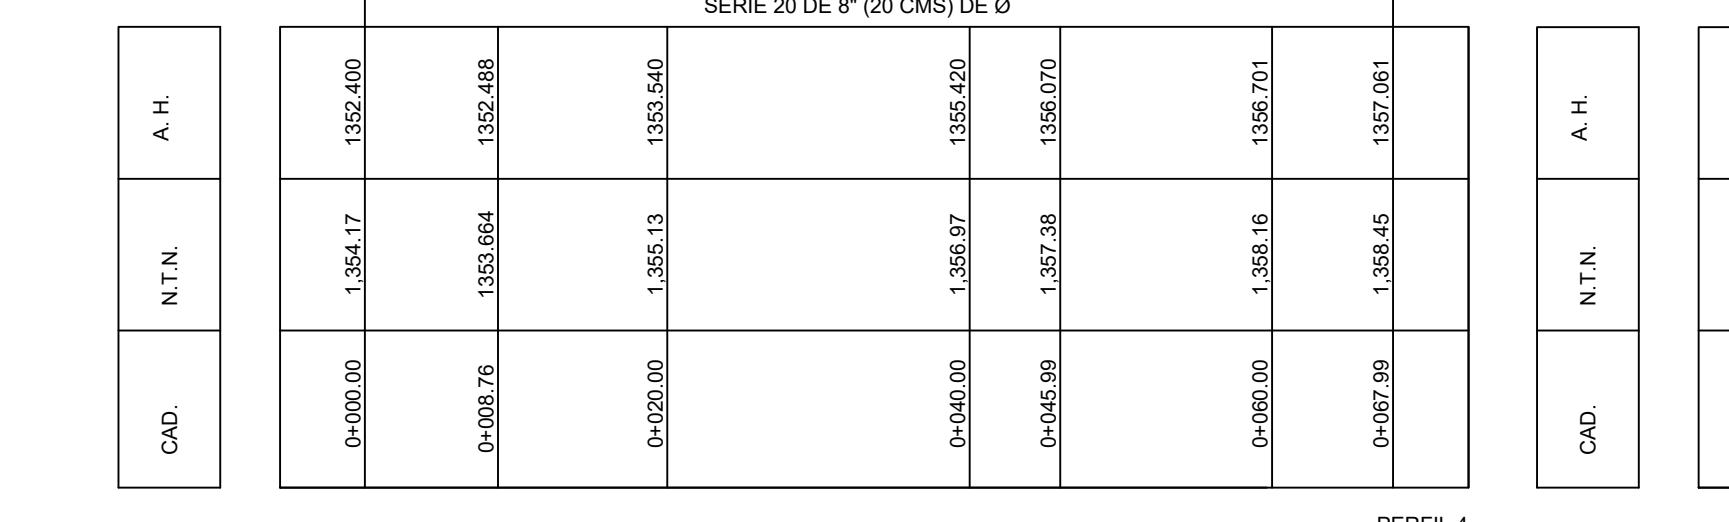 SERIE 20 DE 8" (20 CMS) DE Ø
A. H.
1352.400
1352.488
1353.540
1355.420
1356.070
1356.701
1357.061
A. H.
N.T.N.
1,354.17
1353.664
1,355.13
1,356.97
1,357.38
1,358.16
1,358.45
N.T.N.
CAD.
0+000.00
0+008.76
0+020.00
0+040.00
0+045.99
0+060.00
0+067.99
CAD.
PERFIL 4